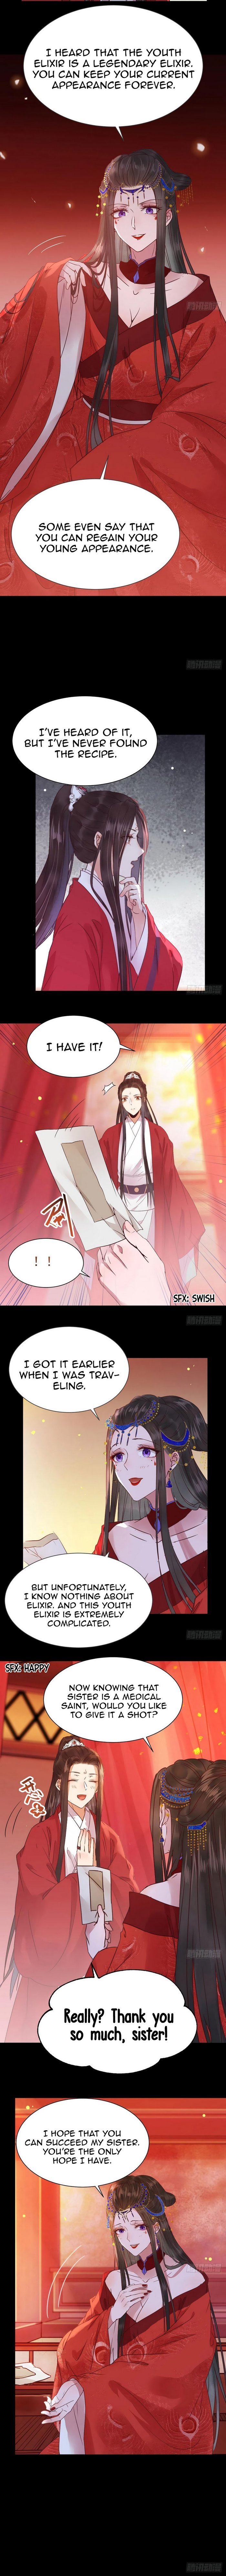 I HEARD THAT THE YOUTH
ELIXIR IS A LEGENDARY ELIXIR.
YOU CAN KEEP YOUR CURRENT
APPEARANCE FOREVER.
SOME EVEN SAY THAT
YOU CAN REGAIN YOUR
YOUNG APPEARANCE.
I'VE HEARD OF IT,
BUT I'VE NEVER FOUND
THE RECIPE.
I HAVE IT!
! !
SFX: SWISH
I GOT IT EARLIER
WHEN I WAS TRAV-
ELING.
BUT UNFORTUNATELY,
I KNOW NOTHING ABOUT
ELIXIR. AND THIS YOUTH
ELIXIR IS EXTREMELY
COMPLICATED.
SFX: HAPPY
NOW KNOWING THAT
SISTER IS A MEDICAL
SAINT, WOULD YOU LIKE
TO GIVE IT A SHOT?
Really? Thank you
so much, sister!
I HOPE THAT YOU
CAN SUCCEED MY SISTER.
YOU'RE THE ONLY
HOPE I HAVE.